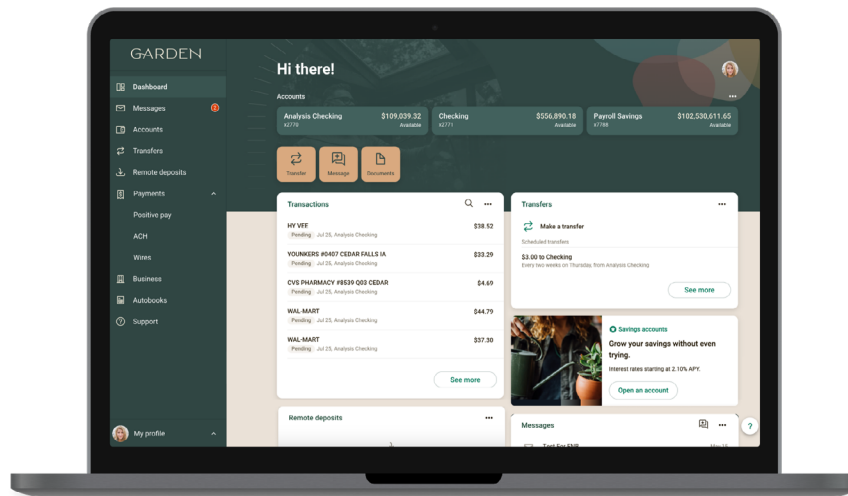 GARDEN
Dashboard
Messages
2
Accounts
Transfers
Remote deposits
Payments
Positive pay
ACH
Wires
Business
Autobooks
Support
My profile
Hi there!
Accounts
Analysis Checking $109,039.32
x2770 Available
Checking $556,890.18
x2771 Available
Payroll Savings $102,530,611.65
x7788 Available
Transfer
Message
Documents
Transactions
HY VEE $38.52
Pending Jul 25, Analysis Checking
YOUNKERS #0407 CEDAR FALLS IA $33.29
Pending Jul 26, Analysis Checking
CVS PHARMACY #8539 Q03 CEDAR $4.69
Pending Jul 25, Analysis Checking
WAL-MART $44.79
Pending Jul 25, Analysis Checking
WAL-MART $37.30
Pending Jul 25, Analysis Checking
See more
Remote deposits
Transfers
Make a transfer
Scheduled transfers
$3.00 to Checking
Every two weeks on Thursday, from Analysis Checking
See more
Savings accounts
Grow your savings without even
trying.
Interest rates starting at 2.10% APY.
Open an account
Messages
Test For FNB
May 18
?